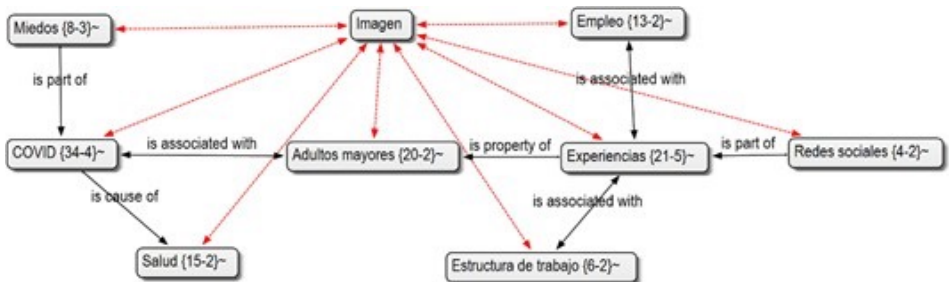 Miedos {8-3}~
Imagen
Empleo {13-2}~
is part of
is associated with
COVID {34-4}~
is associated with
Adultos mayores {20-2}~
is property of
Experiencias {21-5}~
is part of
Redes sociales {4-2}~
is cause of
is associated with
Salud {15-2}~
Estructura de trabajo {6-2}~